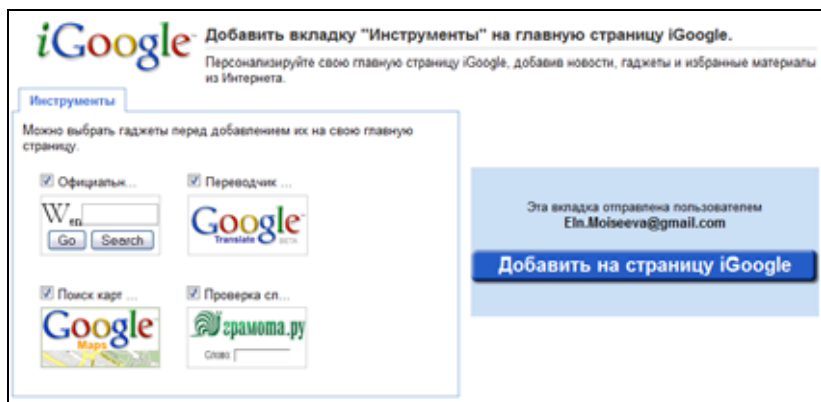 iGoogle
Добавить вкладку "Инструменты" на главную страницу iGoogle.
Персонализируйте свою главную страницу iGoogle, добавив новости, гаджеты и избранные материалы
из Интернета.
Инструменты
Можно выбрать гаджеты перед добавлением их на свою главную
страницу.
Официальн...
Переводчик ...
W en
Go Search
Google
Translate BETA
Поиск карт ...
Проверка сл...
Google
Maps
грамота.ру
Слово:
Эта вкладка отправлена пользователем
Eln.Moiseeva@gmail.com
Добавить на страницу iGoogle